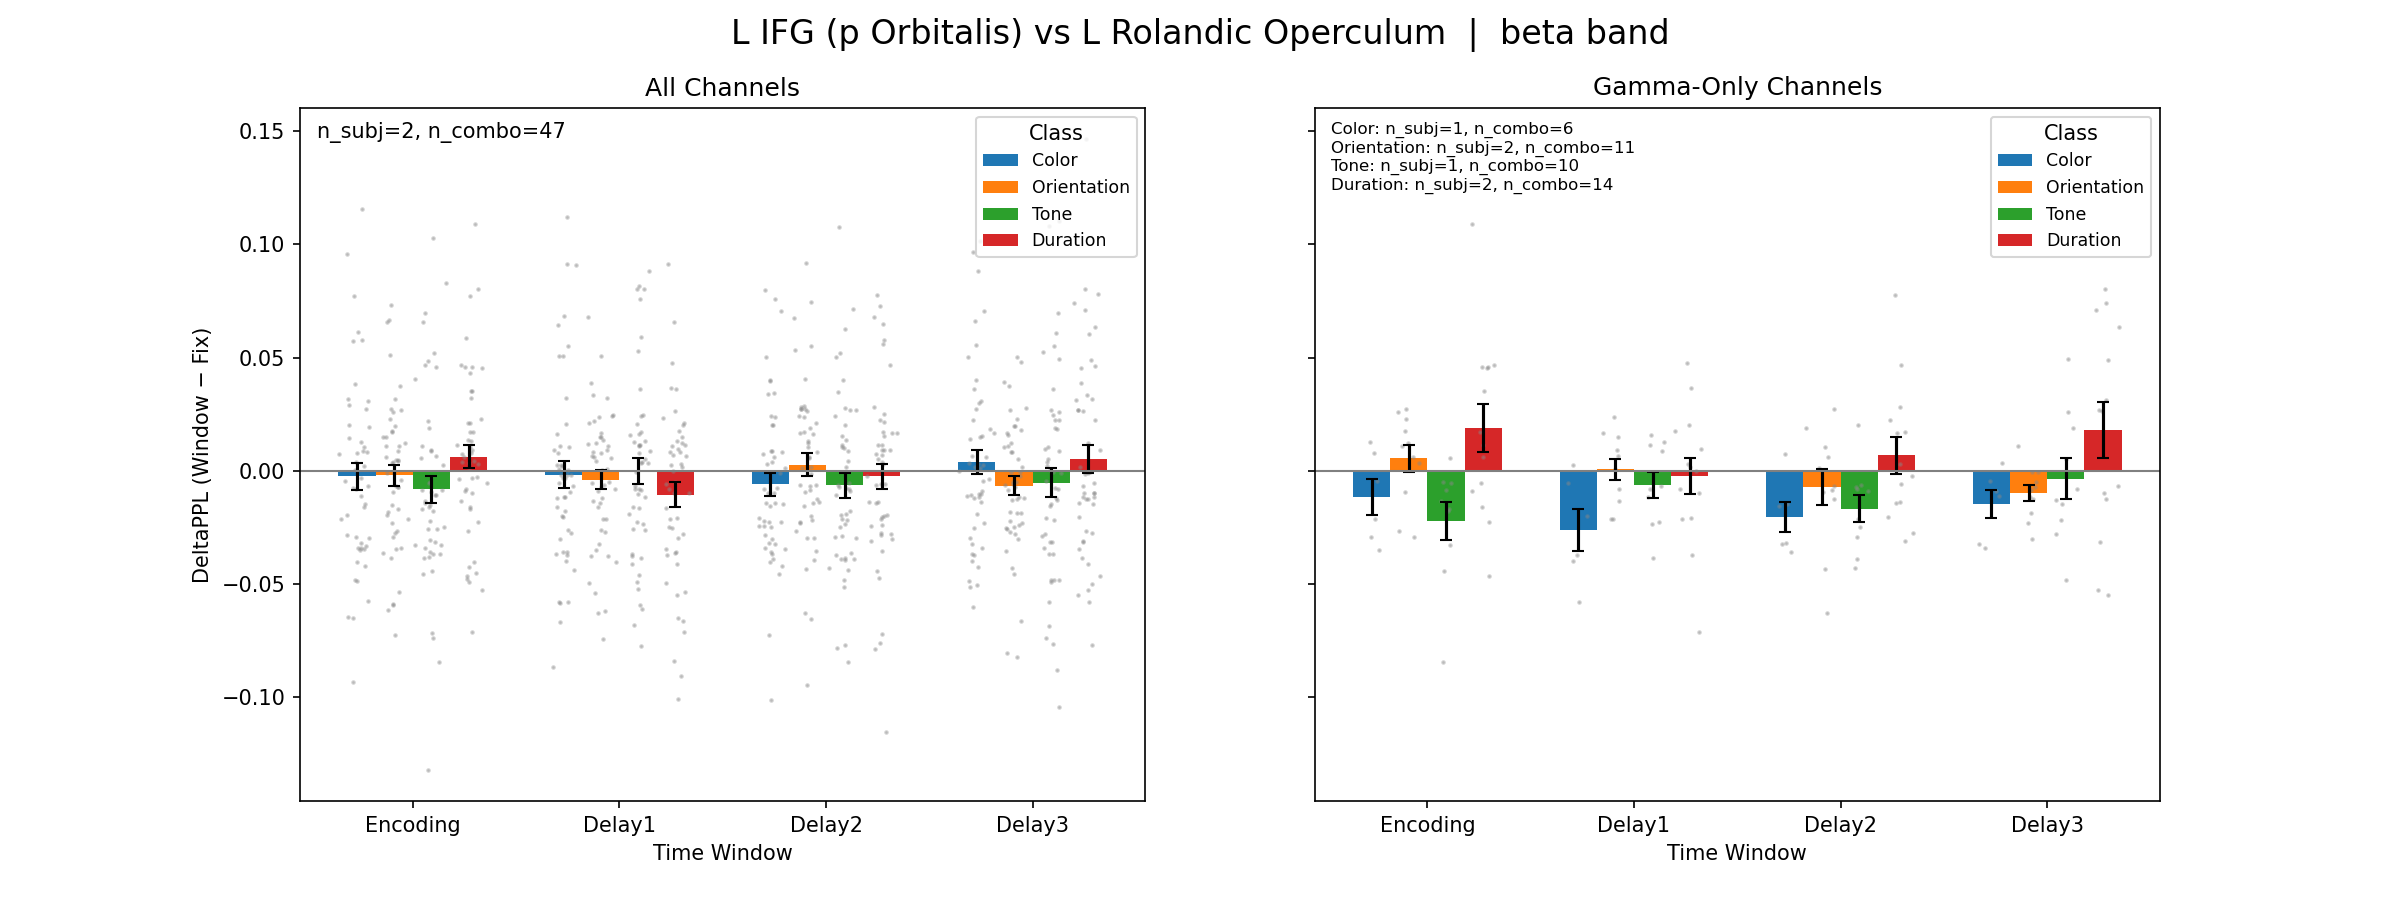 L IFG (p Orbitalis) vs L Rolandic Operculum | beta band
All Channels
n_subj=2, n_combo=47
Class
Color
Orientation
Tone
Duration
0.15
0.10
0.05
0.00
−0.05
−0.10
DeltaPPL (Window − Fix)
Encoding
Delay1
Delay2
Delay3
Time Window
Gamma-Only Channels
Color: n_subj=1, n_combo=6
Orientation: n_subj=2, n_combo=11
Tone: n_subj=1, n_combo=10
Duration: n_subj=2, n_combo=14
Class
Color
Orientation
Tone
Duration
Encoding
Delay1
Delay2
Delay3
Time Window